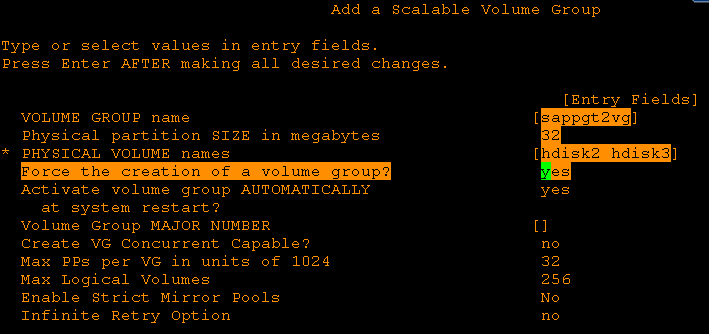 Add a Scalable Volume Group
Type or select values in entry fields.
Press Enter AFTER making all desired changes.
[Entry Fields]
VOLUME GROUP name [sappgt2vg]
Physical partition SIZE in megabytes 32
* PHYSICAL VOLUME names [hdisk2 hdisk3]
Force the creation of a volume group? yes
Activate volume group AUTOMATICALLY yes
at system restart?
Volume Group MAJOR NUMBER []
Create VG Concurrent Capable? no
Max PPs per VG in units of 1024 32
Max Logical Volumes 256
Enable Strict Mirror Pools No
Infinite Retry Option no